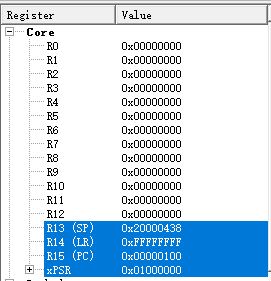 Register Value
Core
R0 0x00000000
R1 0x00000000
R2 0x00000000
R3 0x00000000
R4 0x00000000
R5 0x00000000
R6 0x00000000
R7 0x00000000
R8 0x00000000
R9 0x00000000
R10 0x00000000
R11 0x00000000
R12 0x00000000
R13 (SP) 0x20000438
R14 (LR) 0xFFFFFFFF
R15 (PC) 0x00000100
xPSR 0x01000000